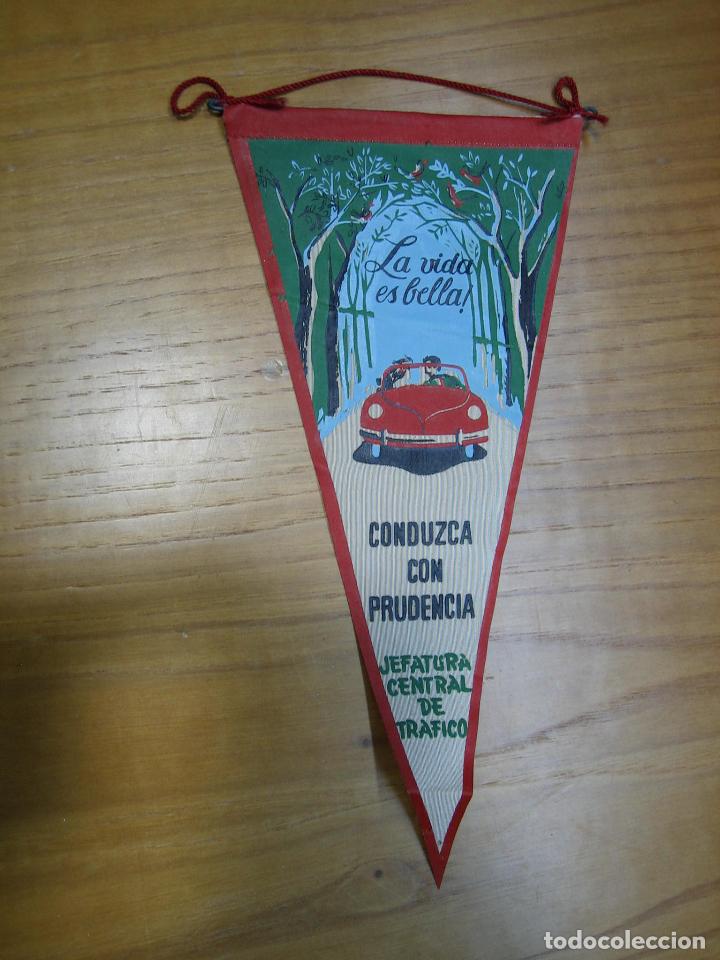 La vida
es bella!
CONDUZCA
CON
PRUDENCIA
JEFATURA
CENTRAL
DE
TRAFICO
todocoleccion